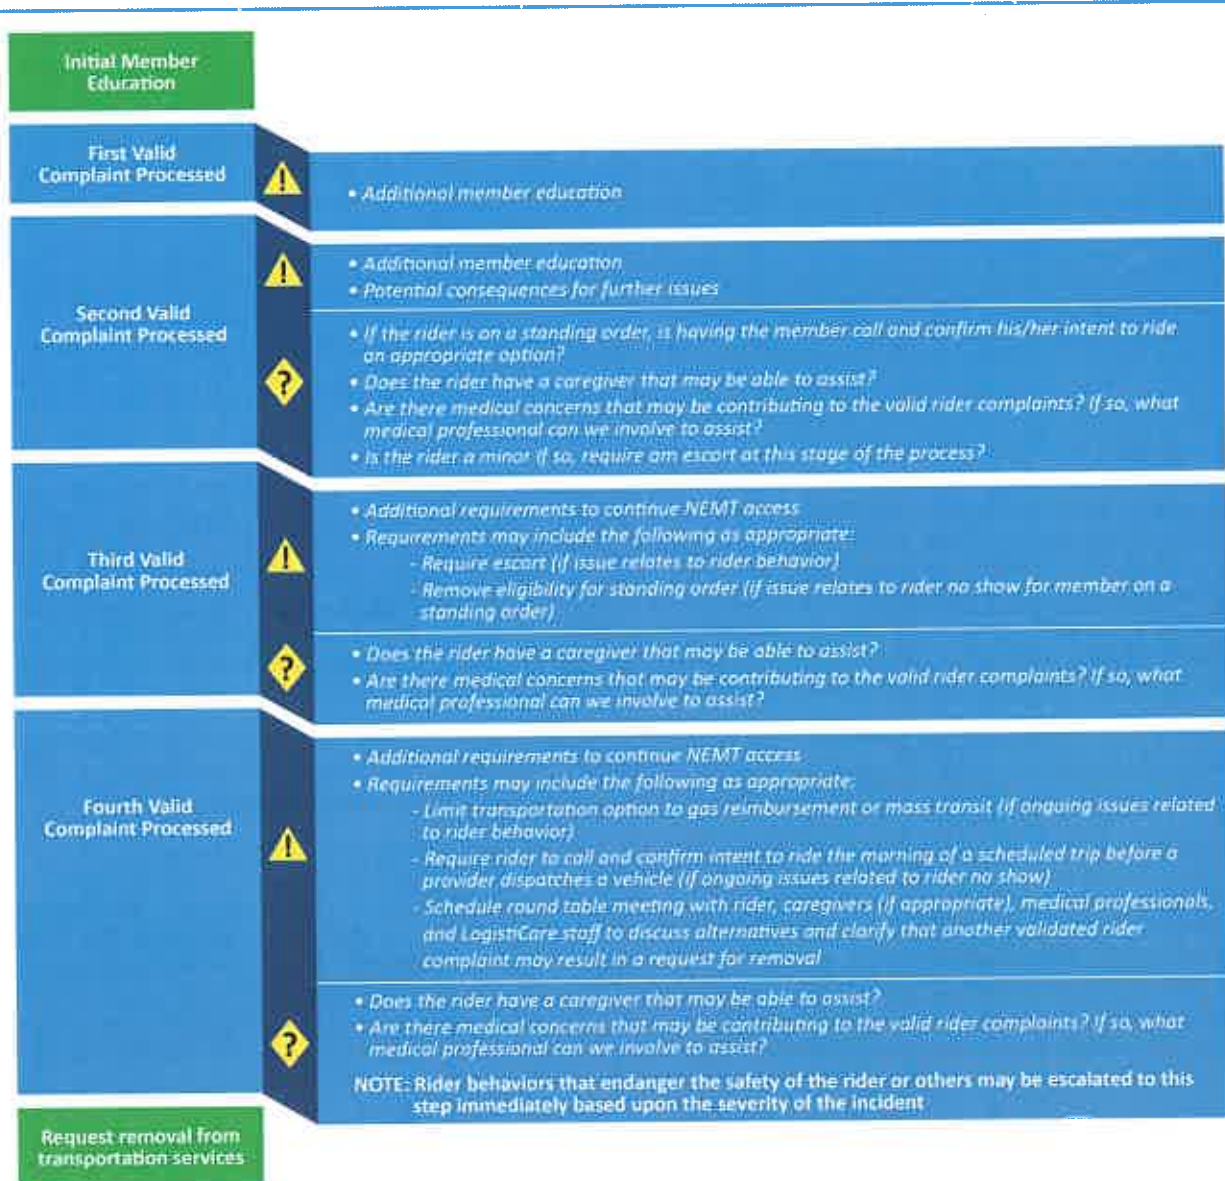 Initial Member
Education
First Valid
Complaint Processed
• Additional member education
Second Valid
Complaint Processed
• Additional member education
• Potential consequences for further issues
• If the rider is on a standing order, is having the member call and confirm his/her intent to ride
an appropriate option?
• Does the rider have a caregiver that may be able to assist?
• Are there medical concerns that may be contributing to the valid rider complaints? If so, what
medical professional can we involve to assist?
• Is the rider a minor if so, require am escort at this stage of the process?
Third Valid
Complaint Processed
• Additional requirements to continue NEMT access
• Requirements may include the following as appropriate:
- Require escort (if issue relates to rider behavior)
- Remove eligibility for standing order (if issue relates to rider no show for member on a
standing order)
• Does the rider have a caregiver that may be able to assist?
• Are there medical concerns that may be contributing to the valid rider complaints? If so, what
medical professional can we involve to assist?
Fourth Valid
Complaint Processed
• Additional requirements to continue NEMT access
• Requirements may include the following as appropriate:
- Limit transportation option to gas reimbursement or mass transit (if ongoing issues related
to rider behavior)
- Require rider to call and confirm intent to ride the morning of a scheduled trip before a
provider dispatches a vehicle (if ongoing issues related to rider no show)
- Schedule round table meeting with rider, caregivers (if appropriate), medical professionals,
and LogistiCare staff to discuss alternatives and clarify that another validated rider
complaint may result in a request for removal
• Does the rider have a caregiver that may be able to assist?
• Are there medical concerns that may be contributing to the valid rider complaints? If so, what
medical professional can we involve to assist?
NOTE: Rider behaviors that endanger the safety of the rider or others may be escalated to this
step immediately based upon the severity of the incident
Request removal from
transportation services